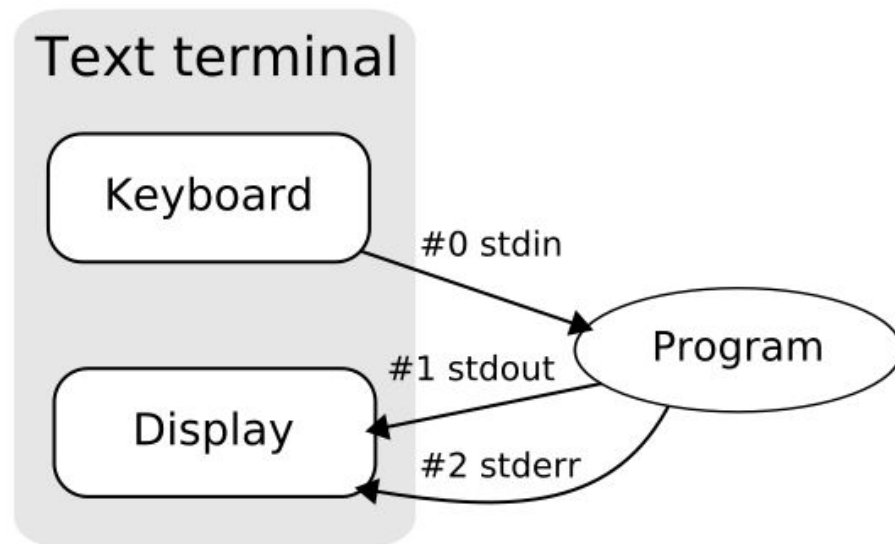 Text terminal
Keyboard
#0 stdin
Program
#1 stdout
Display
#2 stderr